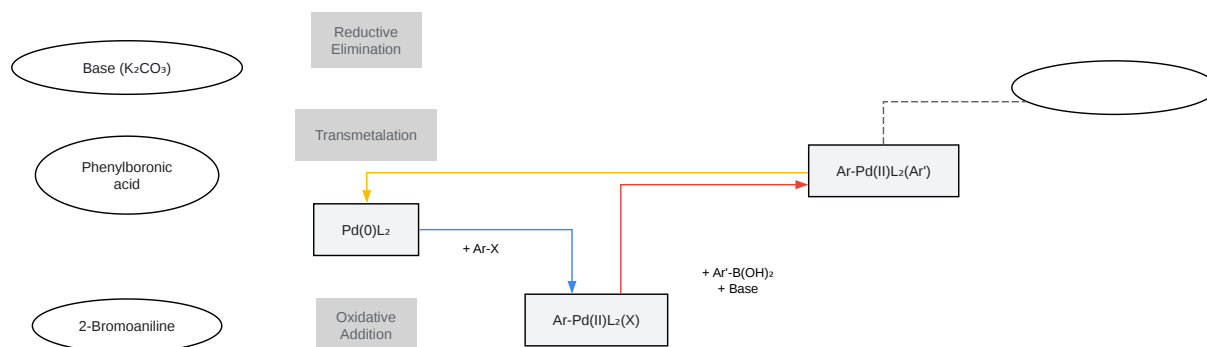 Reductive
Elimination
Base (K₂CO₃)
Transmetalation
Phenylboronic
acid
Ar-Pd(II)L₂(Ar')
Pd(0)L₂
+ Ar-X
+ Ar'-B(OH)₂
+ Base
2-Bromoaniline
Oxidative
Addition
Ar-Pd(II)L₂(X)